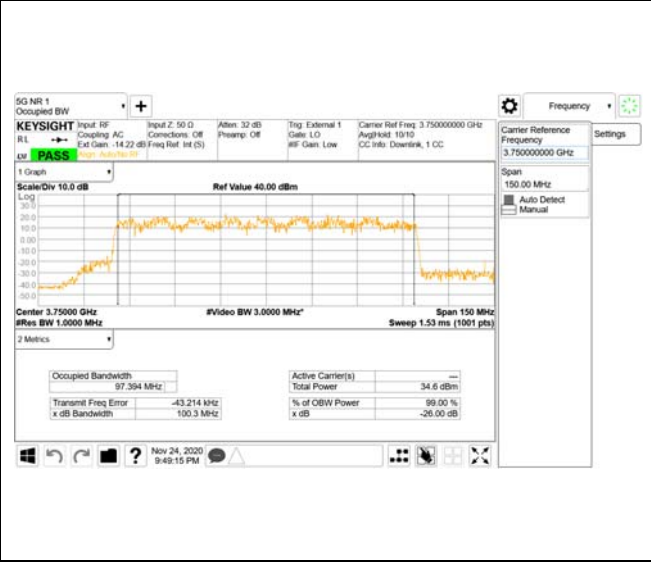 5G NR 1
Occupied BW
Frequency
KEYSIGHT
Input: RF
Input Z: 50 Ω
Atten: 32 dB
Trig: External 1
Carrier Ref Freq: 3.750000000 GHz
R L
Coupling: AC
Corrections: Off
Preamp: Off
Gate: LO
Avg|Hold: 10/10
Ext Gain: -14.22 dB
Freq Ref: Int (S)
#IF Gain: Low
CC Info: Downlink, 1 CC
PASS
Align: Auto/No RF
Carrier Reference
Frequency
3.750000000 GHz
Settings
Span
150.00 MHz
Auto Detect
Manual
1 Graph
Scale/Div 10.0 dB
Ref Value 40.00 dBm
Log
30.0
20.0
10.0
0.00
-10.0
-20.0
-30.0
-40.0
-50.0
Center 3.75000 GHz
#Video BW 3.0000 MHz*
Span 150 MHz
#Res BW 1.0000 MHz
Sweep 1.53 ms (1001 pts)
2 Metrics
Occupied Bandwidth
97.394 MHz
Active Carrier(s)
—
Total Power
34.6 dBm
Transmit Freq Error
-43.214 kHz
% of OBW Power
99.00 %
x dB Bandwidth
100.3 MHz
x dB
-26.00 dB
?
Nov 24, 2020
9:49:15 PM